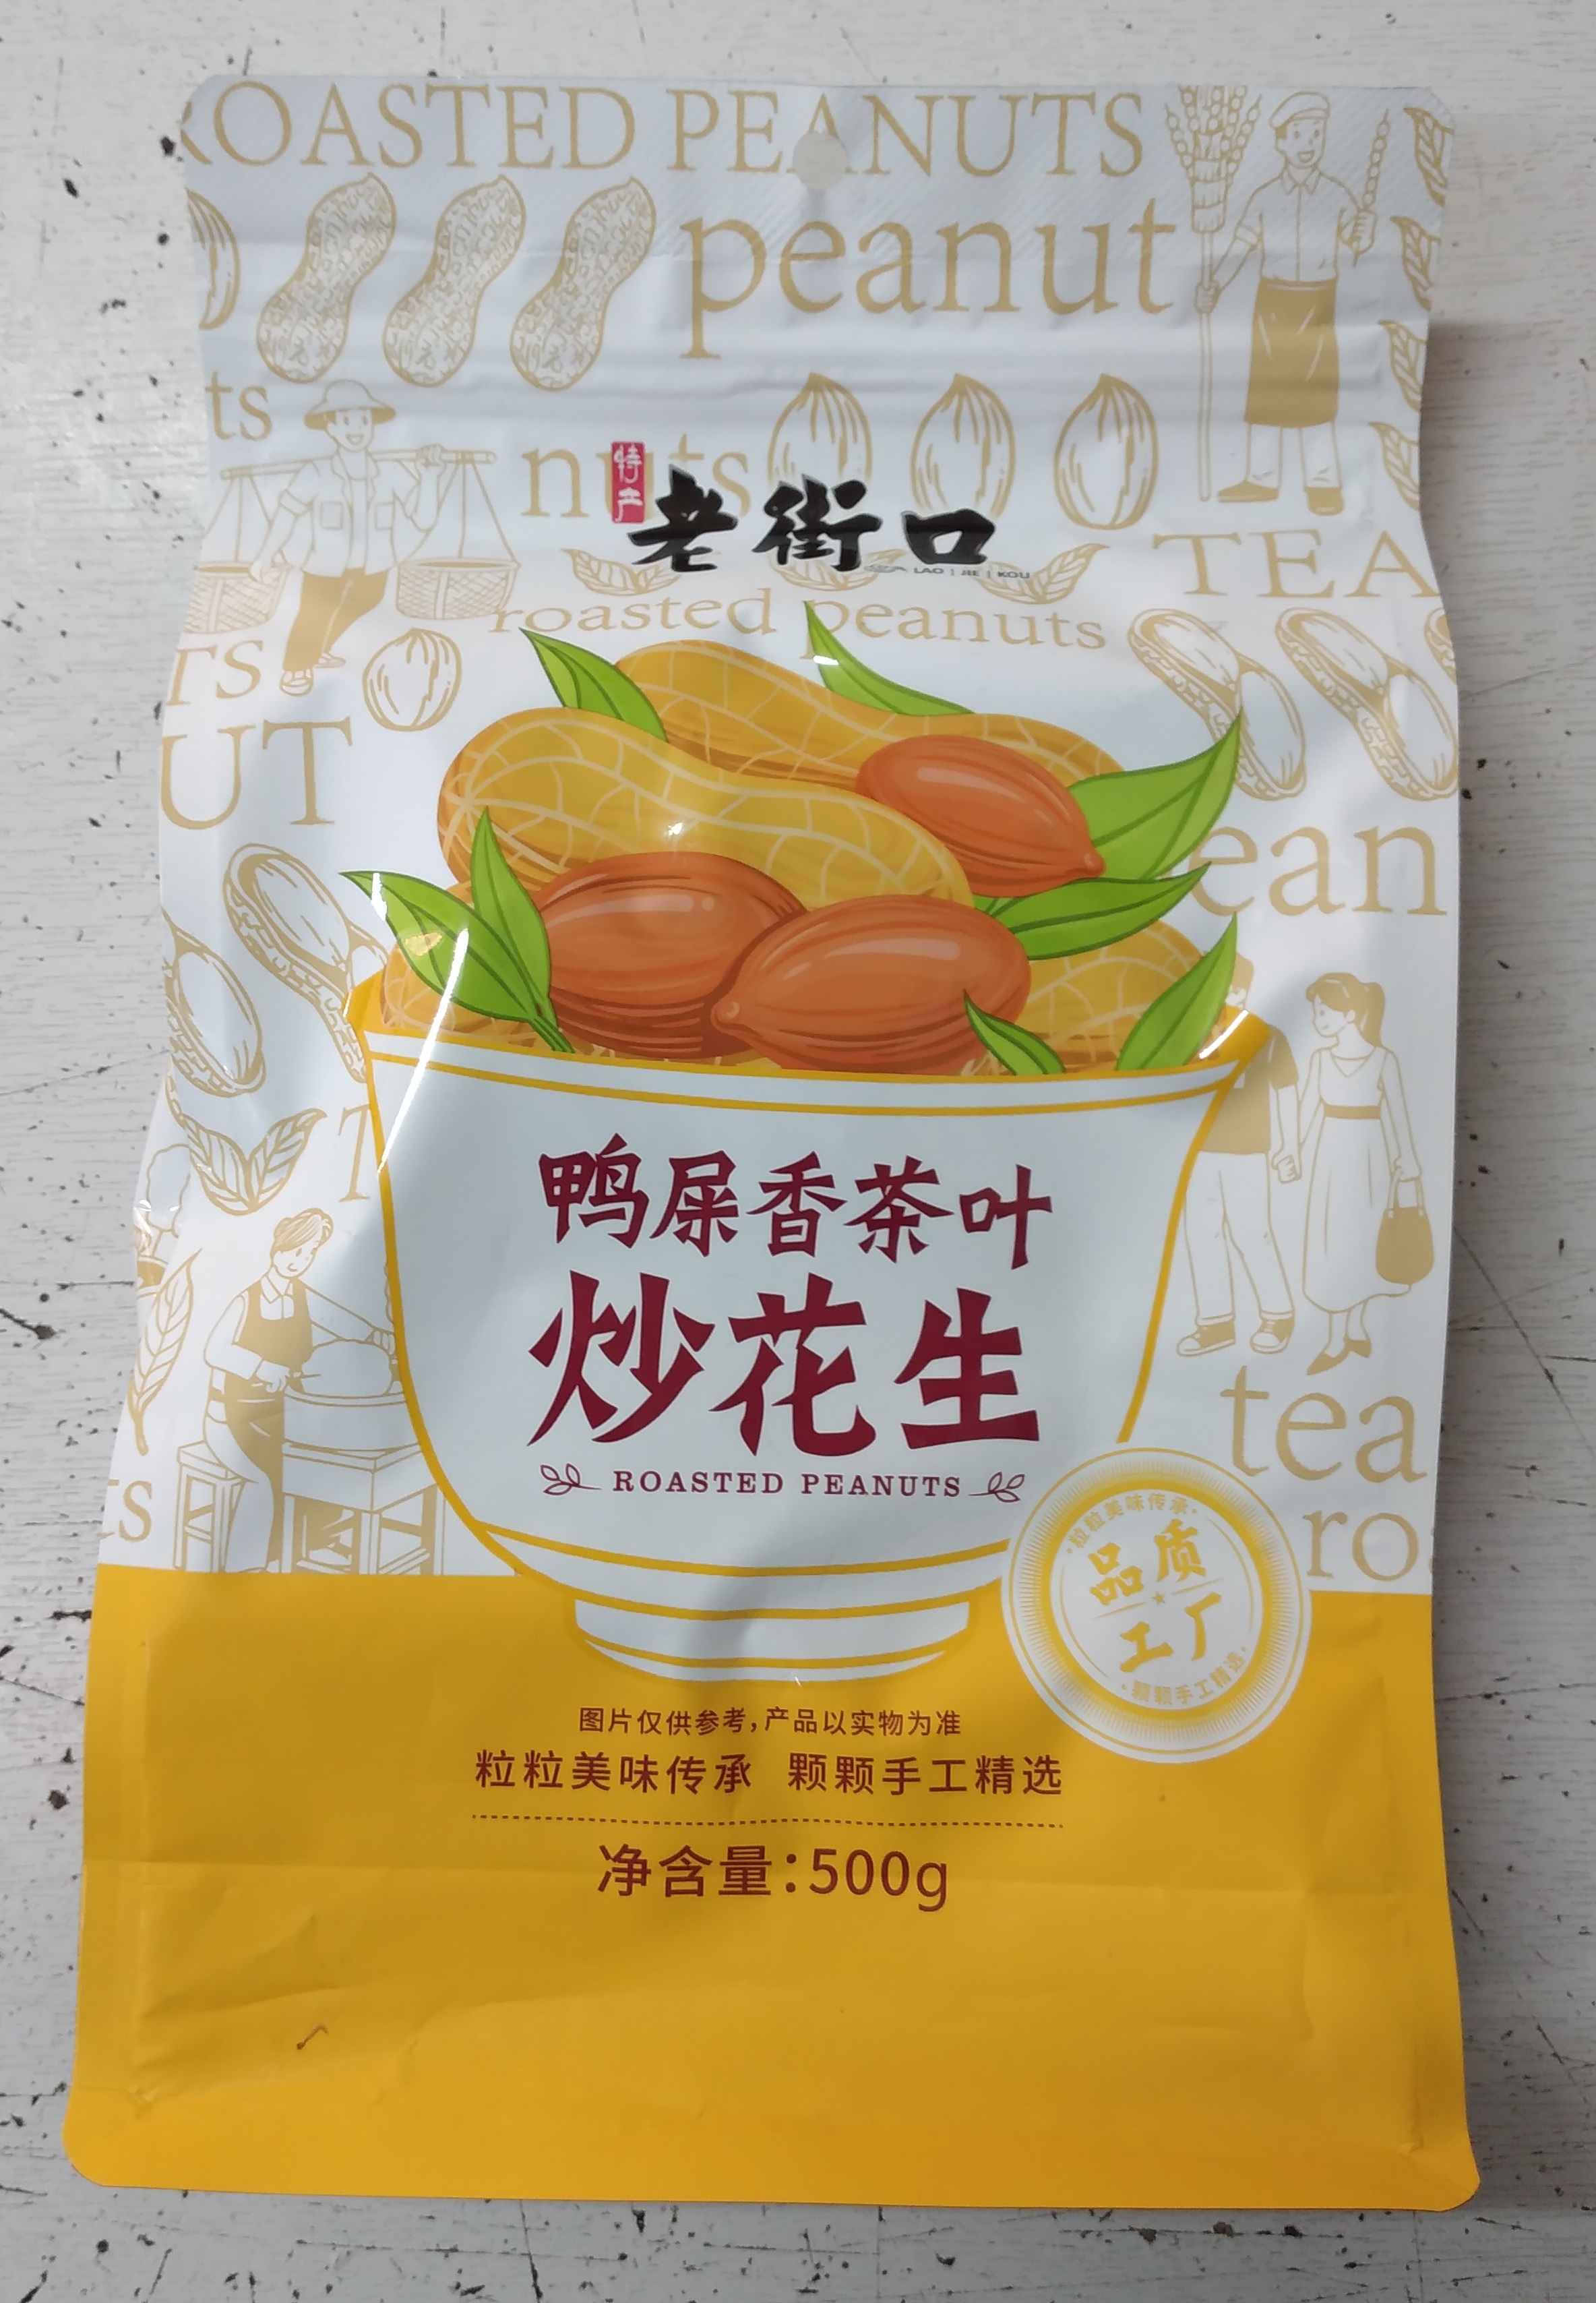 ROASTED PEANUTS
peanut
ts
nuts
特产
老街口
LAO | JIE | KOU
TEA
roasted peanuts
TS
UT
ean
T
鸭屎香茶叶
炒花生
ROASTED PEANUTS
téa
ts
ro
·粒粒美味传承·
品质
工厂
·颗颗手工精选·
图片仅供参考,产品以实物为准
粒粒美味传承 颗颗手工精选
净含量:500g